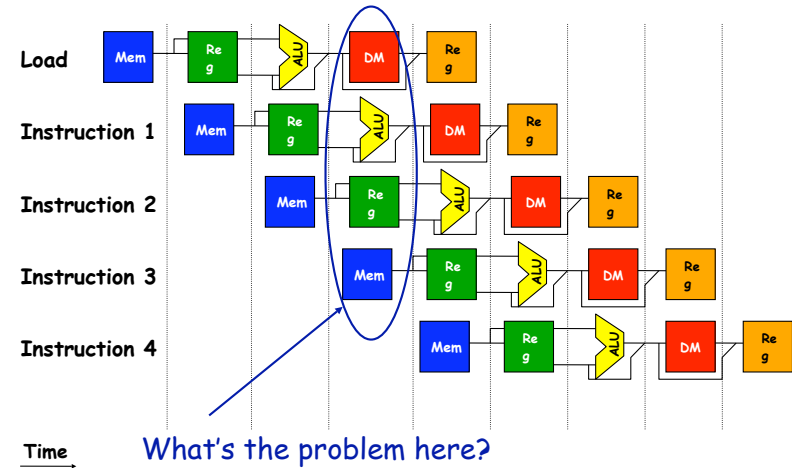 Load Mem Re g ALU DM Re g
Instruction 1 Mem Re g ALU DM Re g
Instruction 2 Mem Re g ALU DM Re g
Instruction 3 Mem Re g ALU DM Re g
Instruction 4 Mem Re g ALU DM Re g
Time What's the problem here?